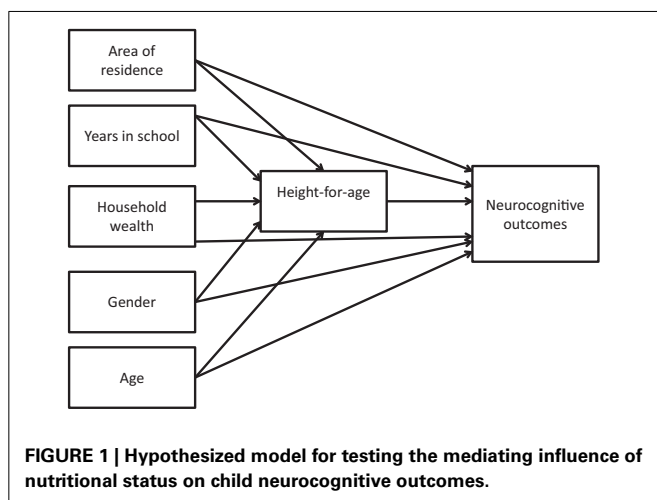 Area of
residence
Years in school
Household
wealth
Height-for-age
Neurocognitive
outcomes
Gender
Age
FIGURE 1 | Hypothesized model for testing the mediating influence of
nutritional status on child neurocognitive outcomes.